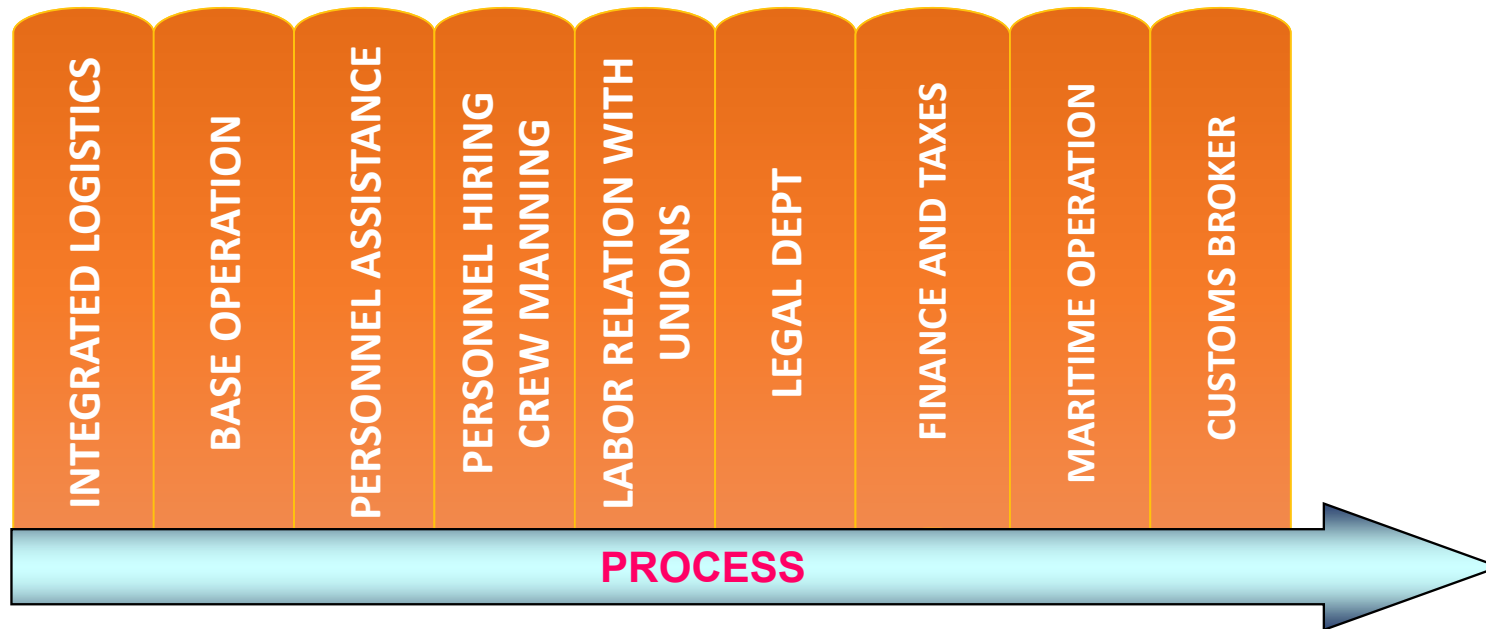 INTEGRATED LOGISTICS
BASE OPERATION
PERSONNEL ASSISTANCE
PERSONNEL HIRING
CREW MANNING
LABOR RELATION WITH
UNIONS
LEGAL DEPT
FINANCE AND TAXES
MARITIME OPERATION
CUSTOMS BROKER
PROCESS